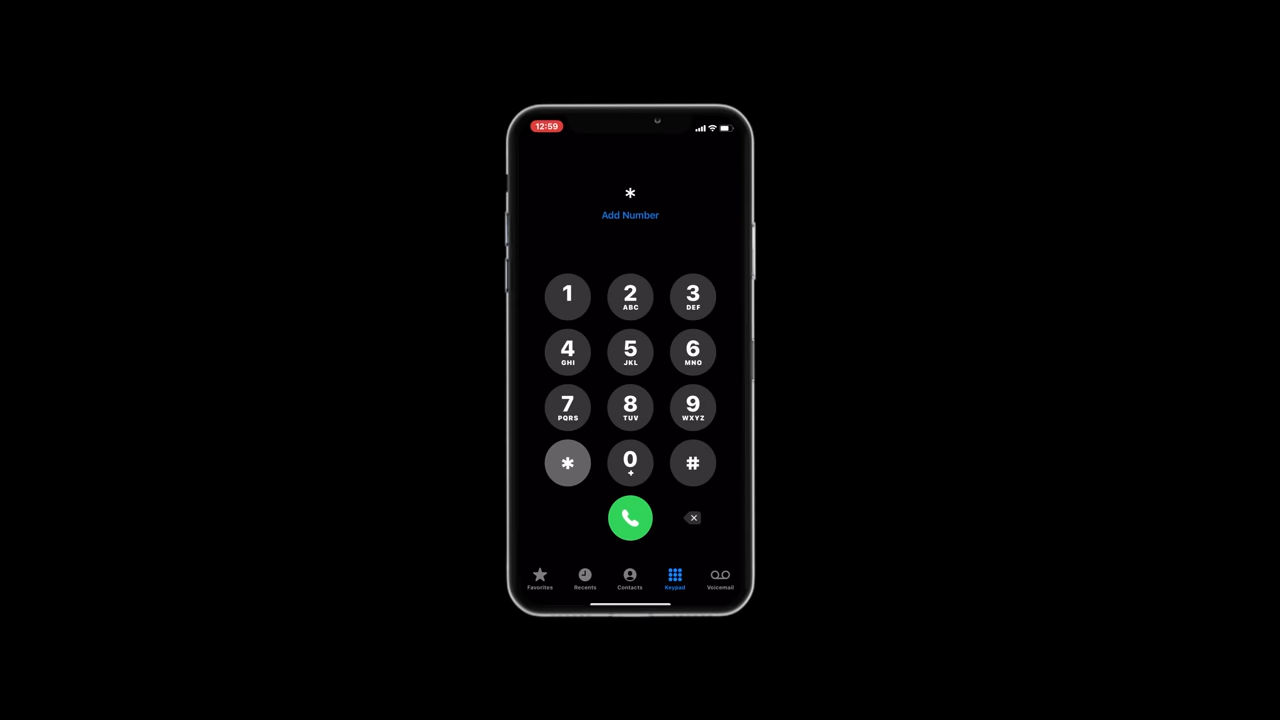 12:59
*
Add Number
1 2 3
ABC DEF
4 5 6
GHI JKL MNO
7 8 9
PQRS TUV WXYZ
* 0 #
+
Favorites Recents Contacts Keypad Voicemail